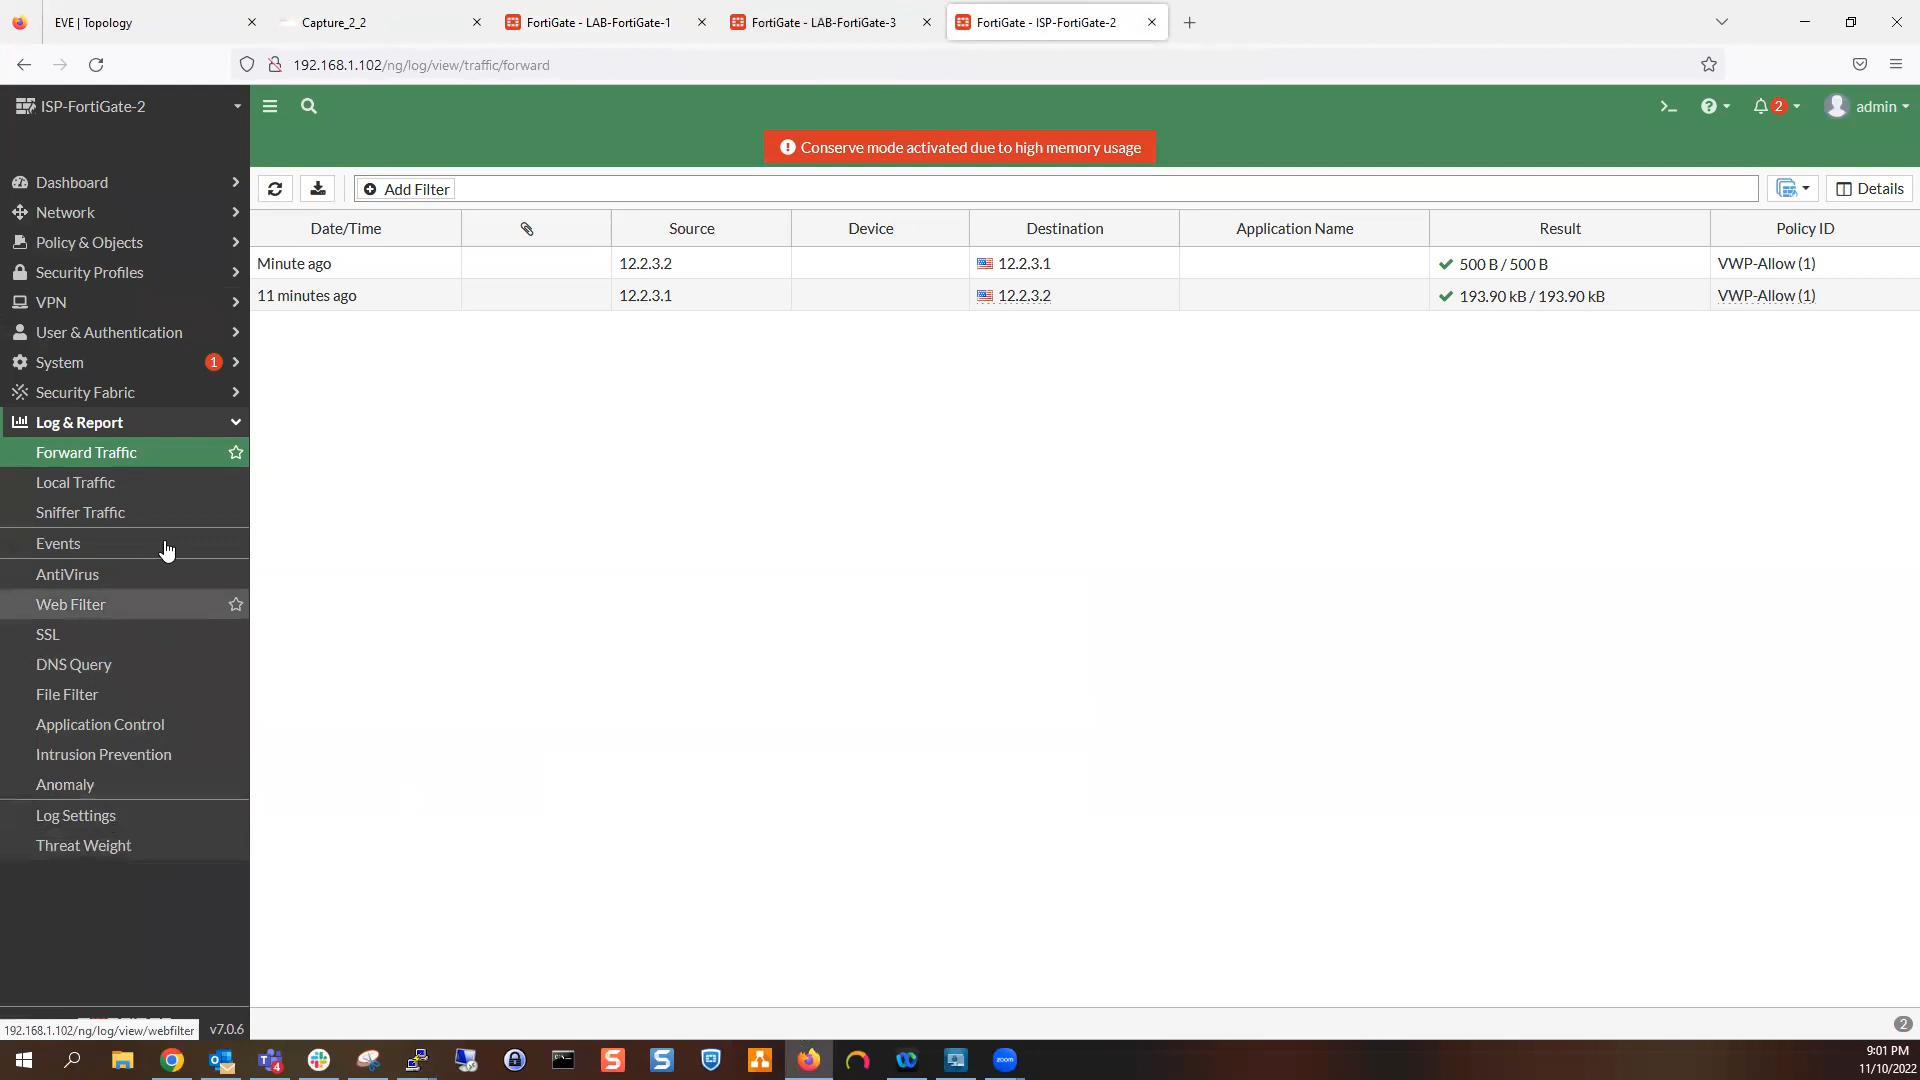 EVE | Topology
Capture_2_2
FortiGate - LAB-FortiGate-1
FortiGate - LAB-FortiGate-3
FortiGate - ISP-FortiGate-2
192.168.1.102/ng/log/view/traffic/forward
ISP-FortiGate-2
2
admin
Conserve mode activated due to high memory usage
Dashboard
Network
Policy & Objects
Security Profiles
VPN
User & Authentication
System
1
Security Fabric
Log & Report
Forward Traffic
Local Traffic
Sniffer Traffic
Events
AntiVirus
Web Filter
SSL
DNS Query
File Filter
Application Control
Intrusion Prevention
Anomaly
Log Settings
Threat Weight
Add Filter
Details
Date/Time Source Device Destination Application Name Result Policy ID
Minute ago 12.2.3.2 12.2.3.1 500 B / 500 B VWP-Allow (1)
11 minutes ago 12.2.3.1 12.2.3.2 193.90 kB / 193.90 kB VWP-Allow (1)
192.168.1.102/ng/log/view/webfilter
v7.0.6
2
4
zoom
9:01 PM
11/10/2022